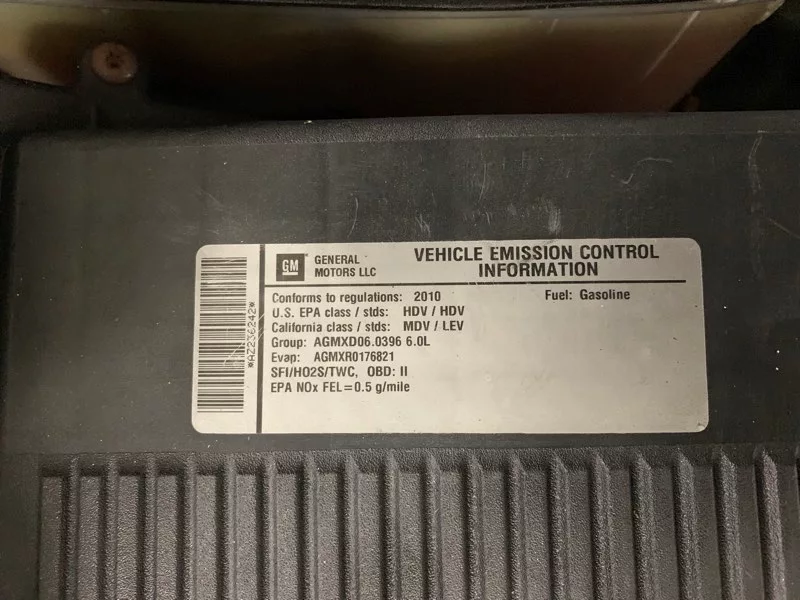 GM
GENERAL
MOTORS LLC
VEHICLE EMISSION CONTROL
INFORMATION
Conforms to regulations: 2010
Fuel: Gasoline
U.S. EPA class / stds: HDV / HDV
California class / stds: MDV / LEV
Group: AGMXD06.0396 6.0L
Evap: AGMXR0176821
SFI/HO2S/TWC, OBD: II
EPA NOx FEL=0.5 g/mile
*AZ236242*